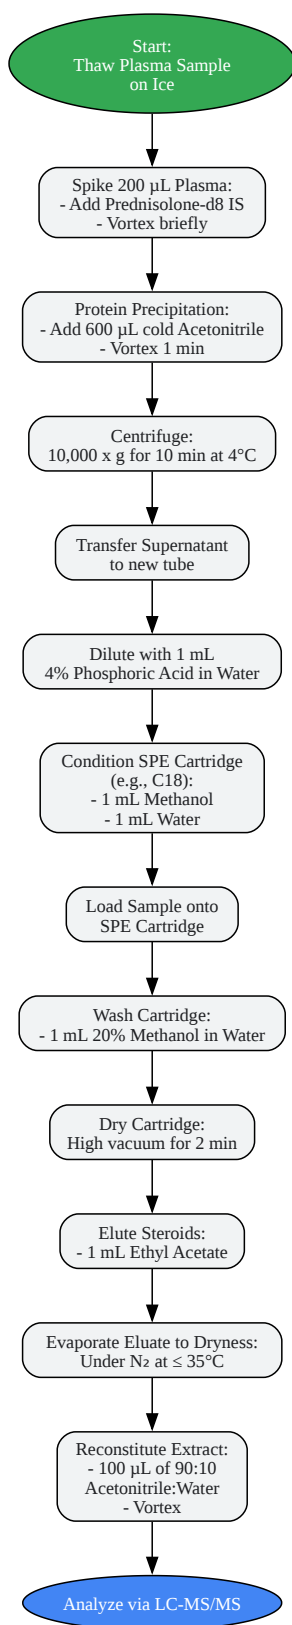 Start:
Thaw Plasma Sample
on Ice
Spike 200 µL Plasma:
- Add Prednisolone-d8 IS
- Vortex briefly
Protein Precipitation:
- Add 600 µL cold Acetonitrile
- Vortex 1 min
Centrifuge:
10,000 x g for 10 min at 4°C
Transfer Supernatant
to new tube
Dilute with 1 mL
4% Phosphoric Acid in Water
Condition SPE Cartridge
(e.g., C18):
- 1 mL Methanol
- 1 mL Water
Load Sample onto
SPE Cartridge
Wash Cartridge:
- 1 mL 20% Methanol in Water
Dry Cartridge:
High vacuum for 2 min
Elute Steroids:
- 1 mL Ethyl Acetate
Evaporate Eluate to Dryness:
Under N₂ at ≤ 35°C
Reconstitute Extract:
- 100 µL of 90:10
Acetonitrile:Water
- Vortex
Analyze via LC-MS/MS